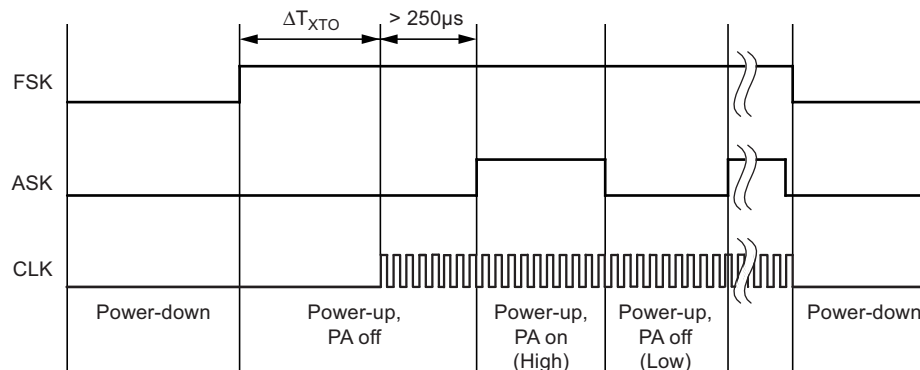 ΔTXTO
> 250µs
FSK
ASK
CLK
Power-down
Power-up,
PA off
Power-up,
PA on
(High)
Power-up,
PA off
(Low)
Power-down